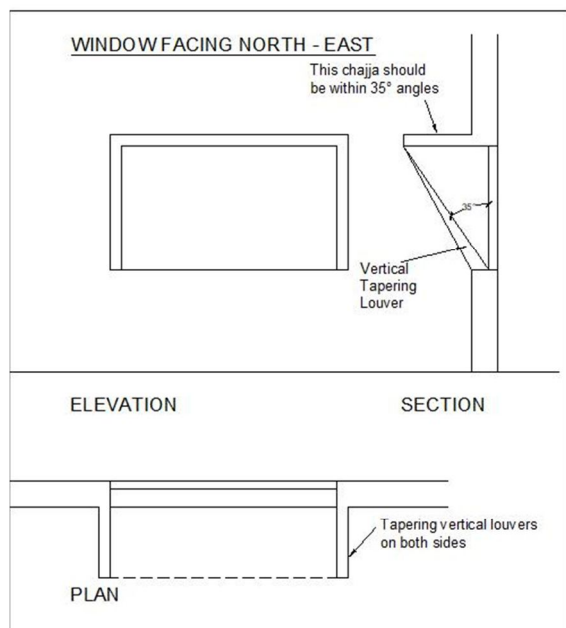 WINDOW FACING NORTH - EAST
This chajja should
be within 35° angles
35°
Vertical
Tapering
Louver
ELEVATION
SECTION
Tapering vertical louvers
on both sides
PLAN